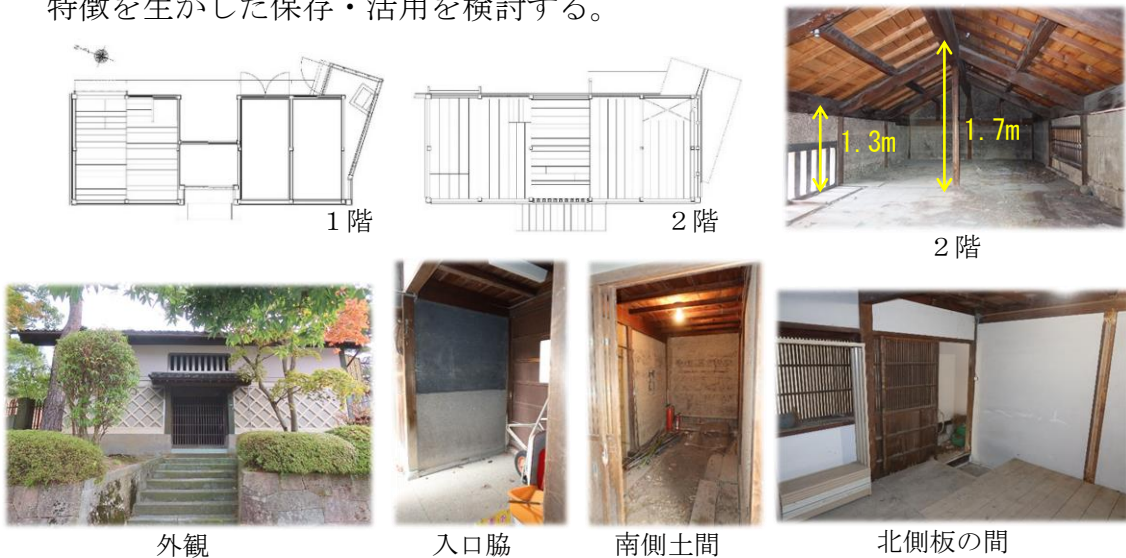 特徴を生かした保存・活用を検討する。
1階
2階
1.3m
1.7m
2階
外観
入口脇
南側土間
北側板の間